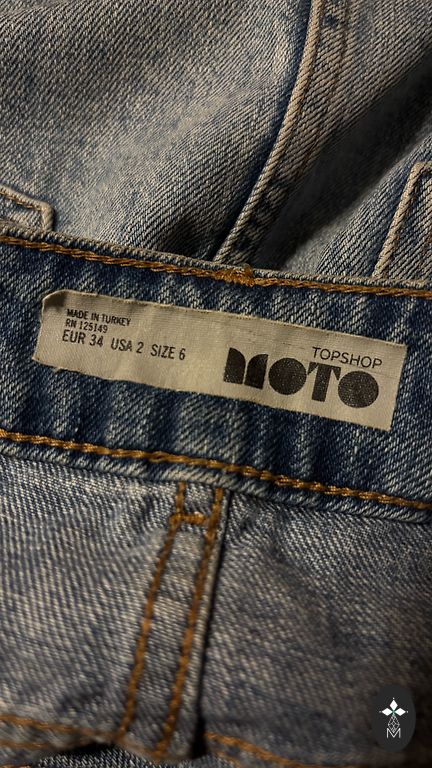 MADE IN TURKEY
RN 125149
EUR 34 USA 2 SIZE 6
TOPSHOP
MOTO
M